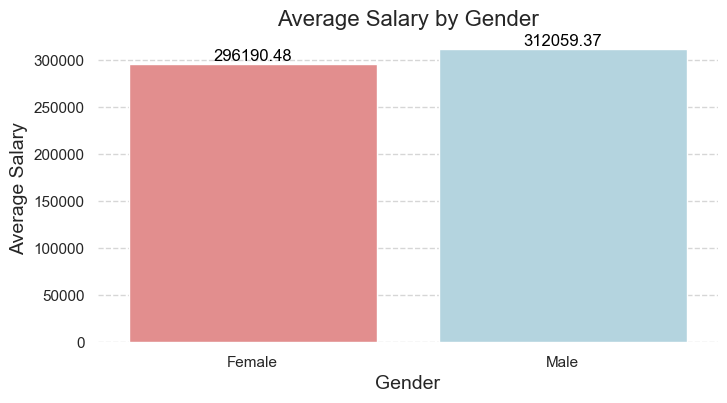 Average Salary by Gender
312059.37
296190.48
300000
250000
200000
150000
100000
50000
0
Average Salary
Female
Male
Gender